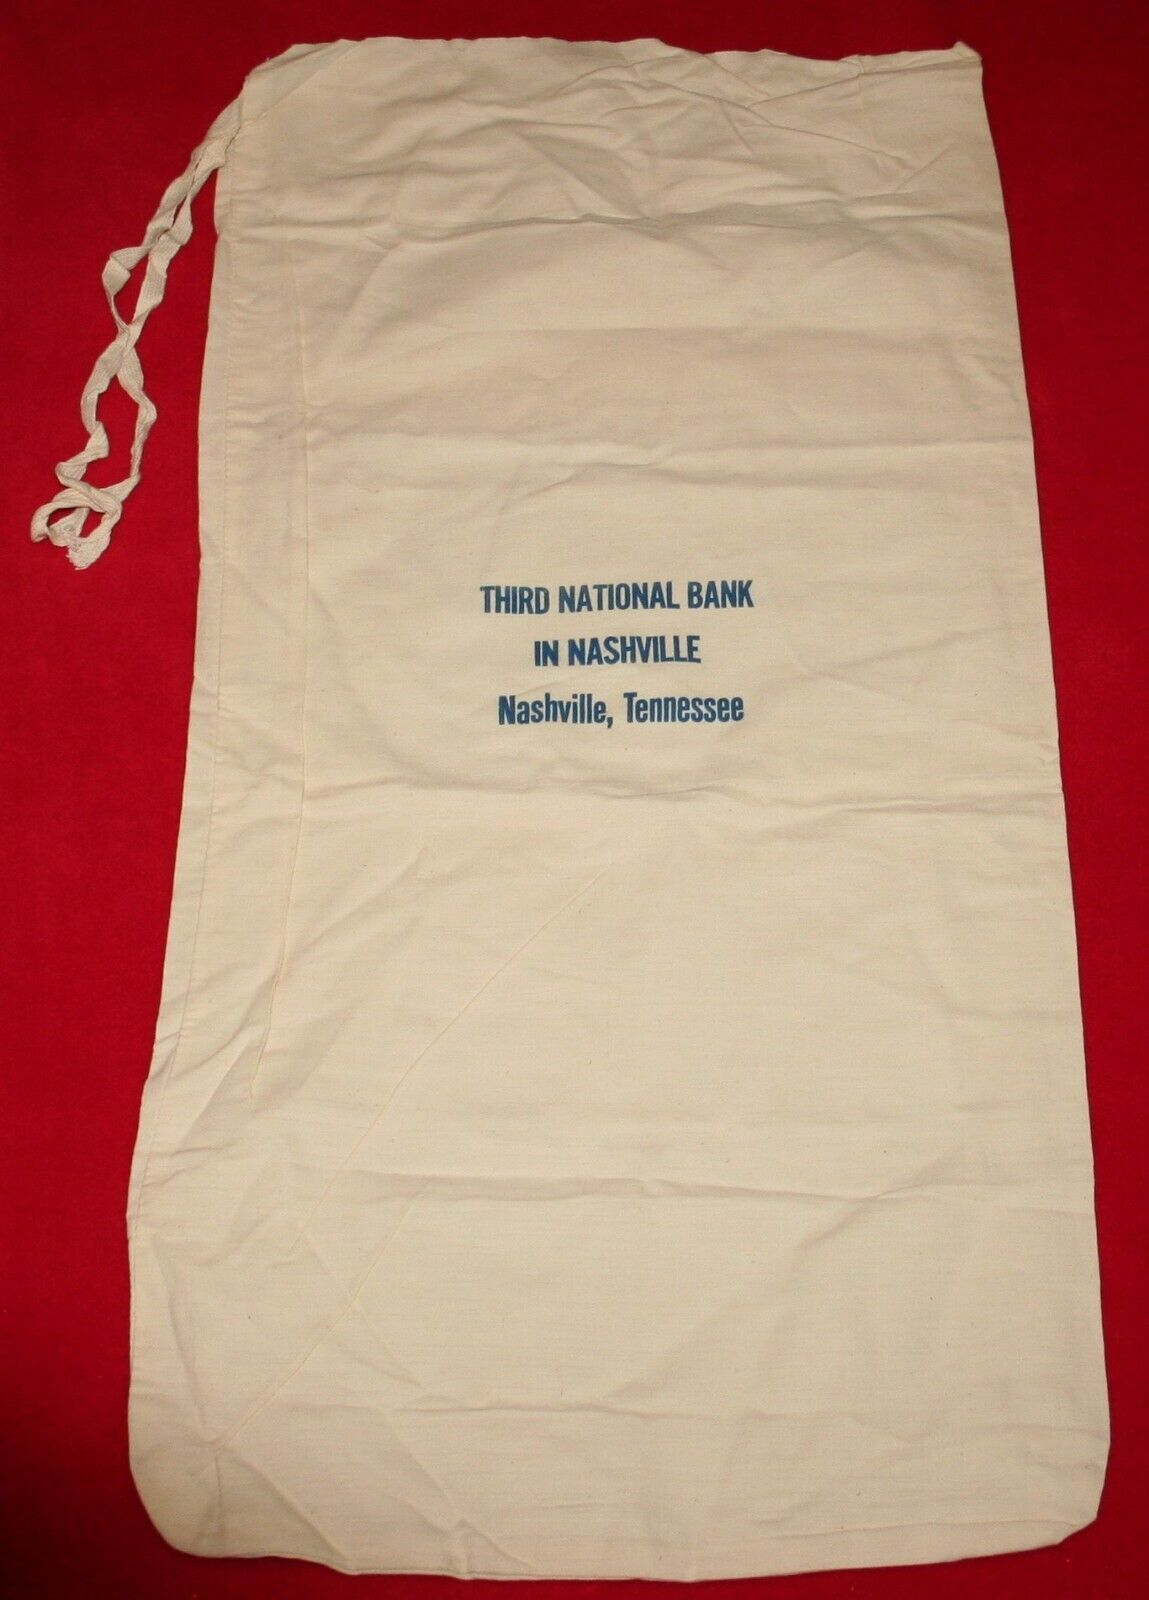 THIRD NATIONAL BANK
IN NASHVILLE
Nashville, Tennessee